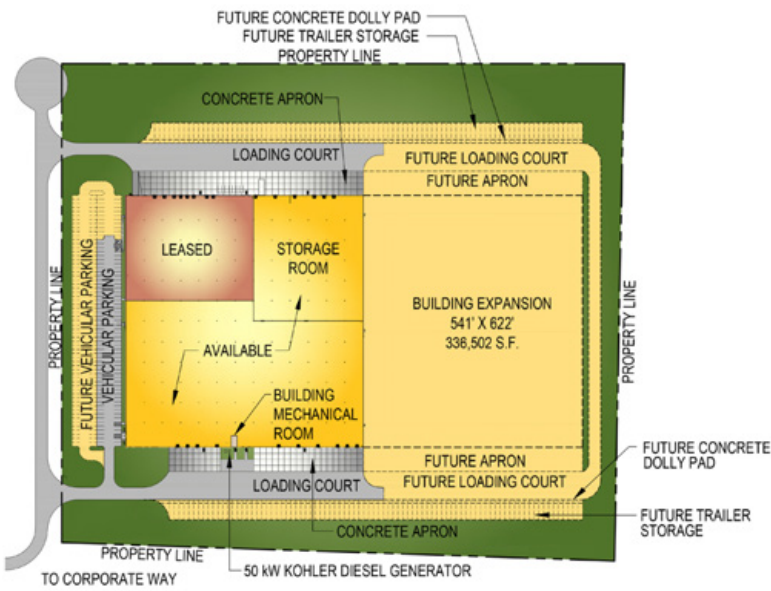 FUTURE CONCRETE DOLLY PAD
FUTURE TRAILER STORAGE
PROPERTY LINE
CONCRETE APRON
LOADING COURT
FUTURE LOADING COURT
FUTURE APRON
LEASED
STORAGE
ROOM
FUTURE VEHICULAR PARKING
VEHICULAR PARKING
PROPERTY LINE
PROPERTY LINE
BUILDING EXPANSION
541' X 622'
336,502 S.F.
AVAILABLE
BUILDING
MECHANICAL
ROOM
FUTURE APRON
FUTURE LOADING COURT
LOADING COURT
FUTURE CONCRETE
DOLLY PAD
CONCRETE APRON
FUTURE TRAILER
STORAGE
PROPERTY LINE
50 kW KOHLER DIESEL GENERATOR
TO CORPORATE WAY